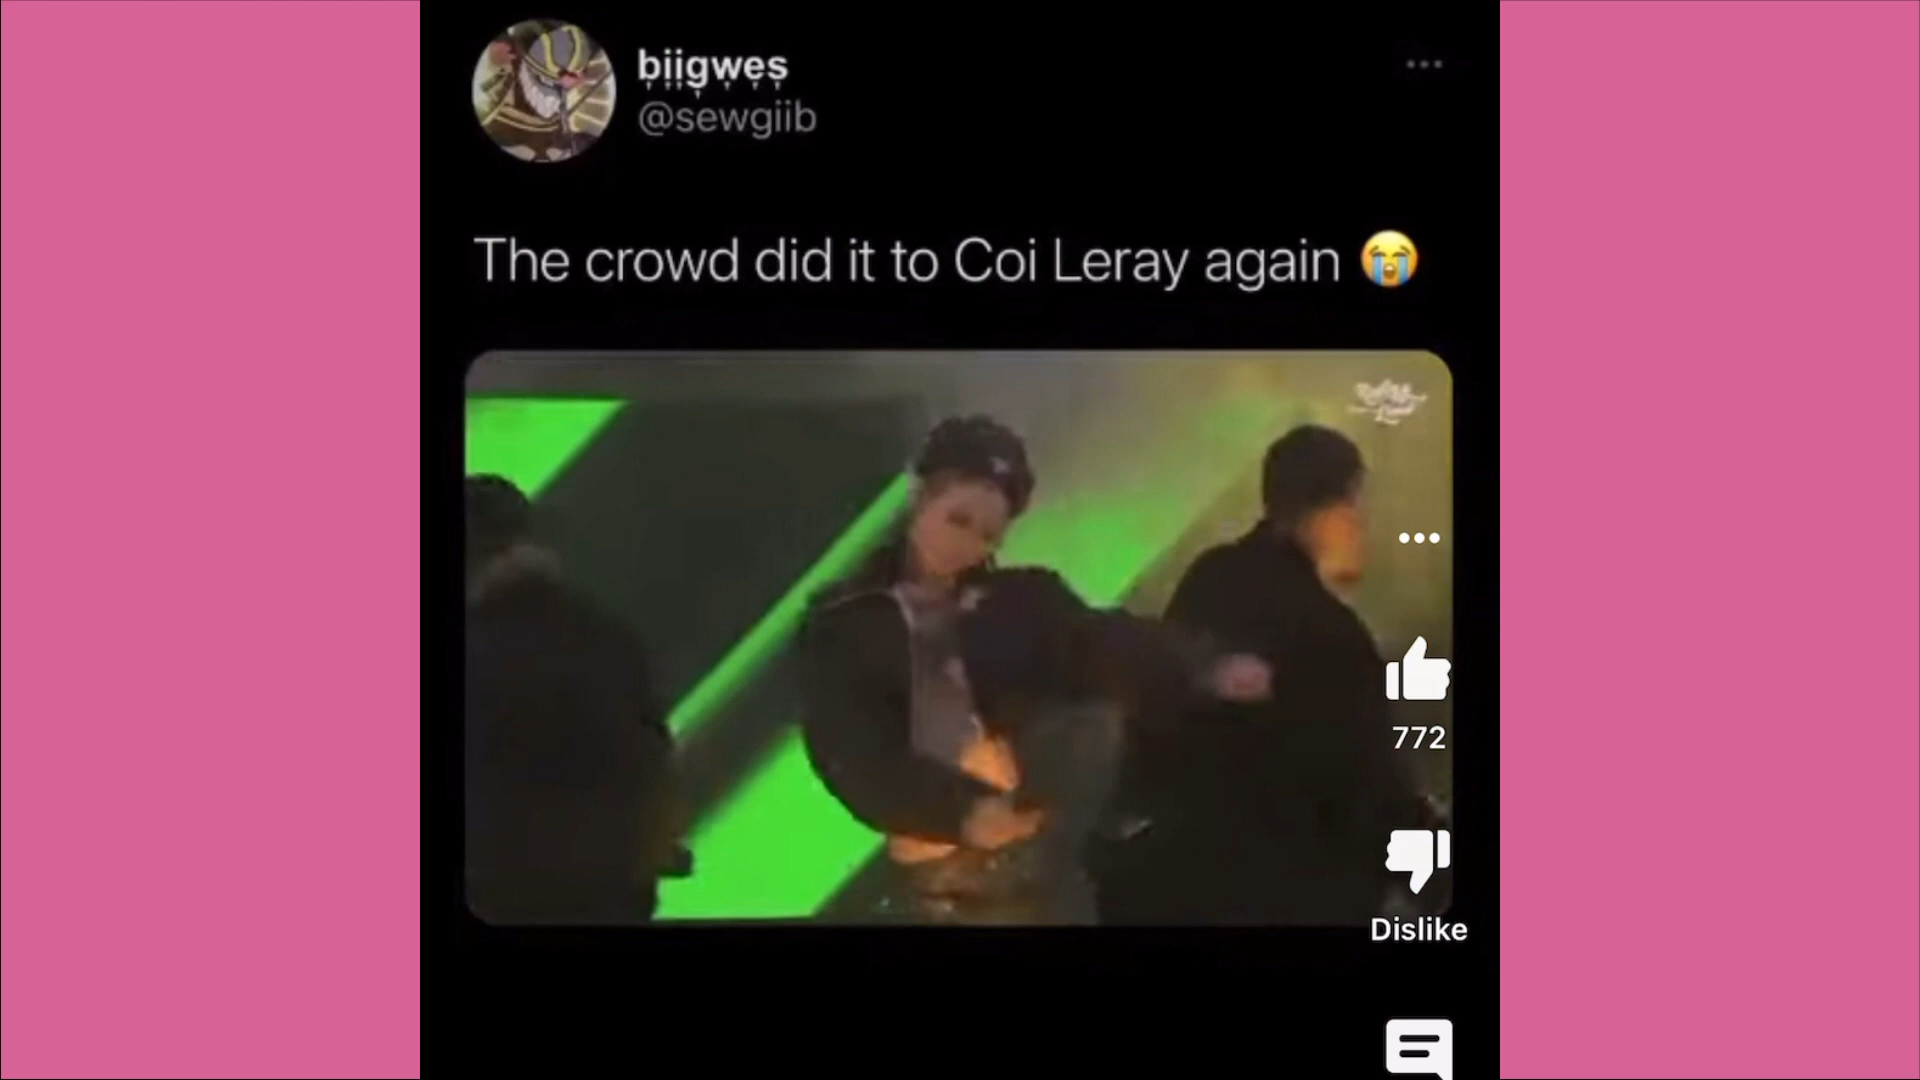 biigwes
@sewgiib
The crowd did it to Coi Leray again 😭
772
Dislike